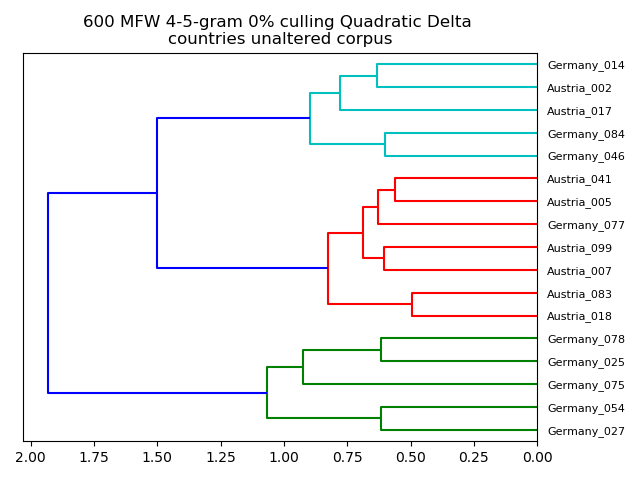 600 MFW 4-5-gram 0% culling Quadratic Delta
countries unaltered corpus
Germany_014
Austria_002
Austria_017
Germany_084
Germany_046
Austria_041
Austria_005
Germany_077
Austria_099
Austria_007
Austria_083
Austria_018
Germany_078
Germany_025
Germany_075
Germany_054
Germany_027
2.00 1.75 1.50 1.25 1.00 0.75 0.50 0.25 0.00